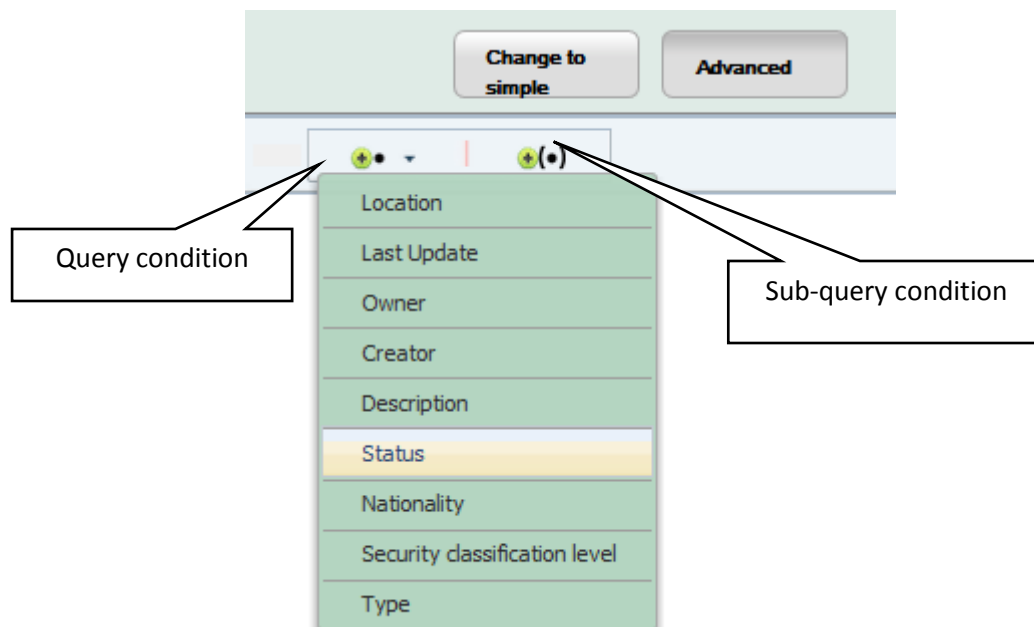 Change to
simple
Advanced
Location
Last Update
Query condition
Owner
Sub-query condition
Creator
Description
Status
Nationality
Security classification level
Type